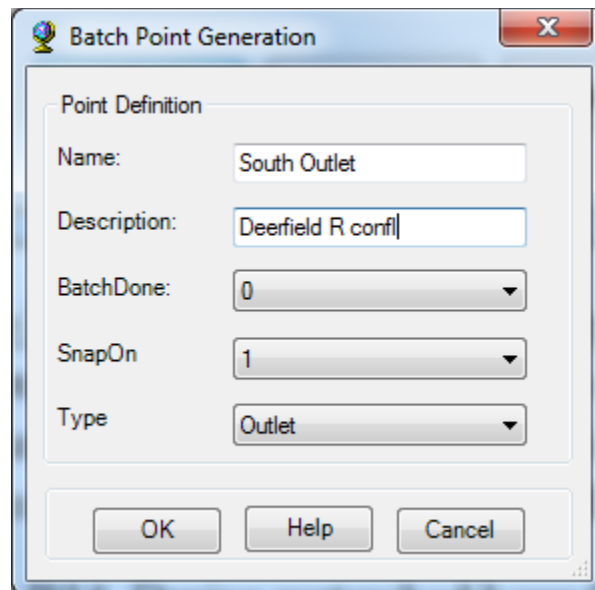 Batch Point Generation
Point Definition
Name: South Outlet
Description: Deerfield R confl
BatchDone: 0
SnapOn 1
Type Outlet
OK Help Cancel